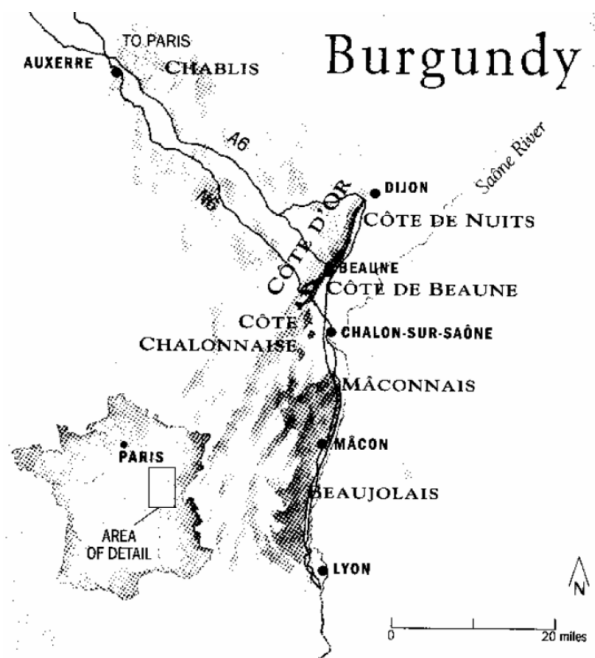 Burgundy
TO PARIS
AUXERRE
CHABLIS
A6
N6
Saône River
DIJON
CÔTE D'OR
CÔTE DE NUITS
BEAUNE
CÔTE DE BEAUNE
CÔTE
CHALONNAISE
CHALON-SUR-SAÔNE
MÂCONNAIS
PARIS
MÂCON
BEAUJOLAIS
AREA
OF DETAIL
LYON
N
0 20 miles